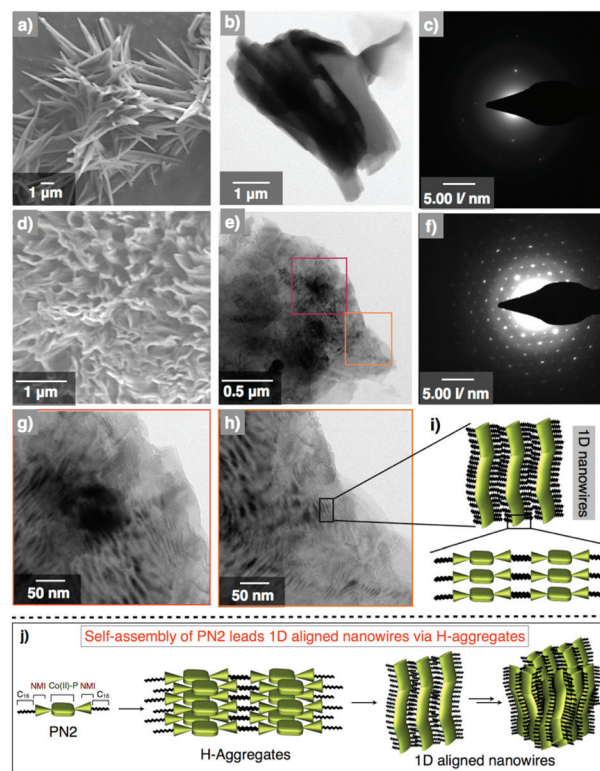 a)
b)
c)
1 µm
1 µm
5.00 l/ nm
d)
e)
f)
1 µm
0.5 µm
5.00 l/ nm
g)
h)
i)
1D nanowires
50 nm
50 nm
j)
Self-assembly of PN2 leads 1D aligned nanowires via H-aggregates
C16
NMI
Co(II)-P
NMI
C16
PN2
H-Aggregates
1D aligned nanowires